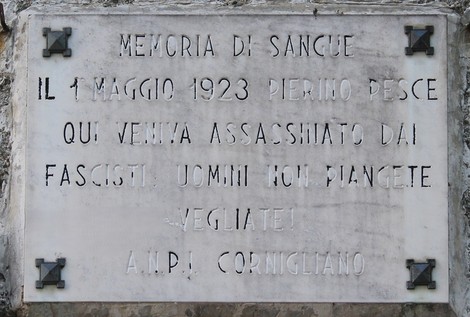 MEMORIA DI SANGUE
IL 1 MAGGIO 1923 PIERINO PESCE
QUI VENIVA ASSASSINATO DAI
FASCISTI. UOMINI NON PIANGETE
VEGLIATE!
A.N.P.I. CORNIGLIANO